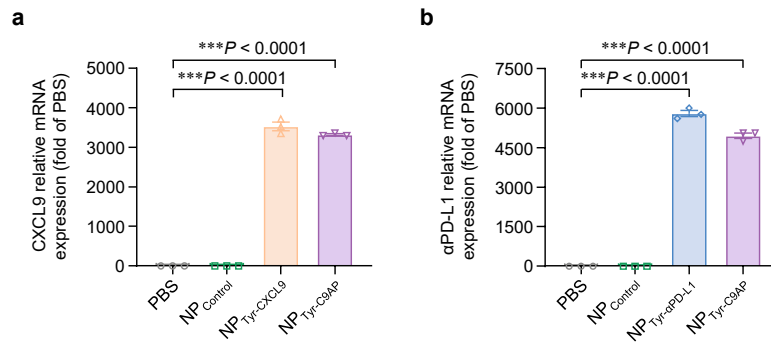 a
***P < 0.0001
***P < 0.0001
CXCL9 relative mRNA
expression (fold of PBS)
5000
4000
3000
2000
1000
0
PBS
NP Control
NP Tyr-CXCL9
NP Tyr-C9AP
b
***P < 0.0001
***P < 0.0001
αPD-L1 relative mRNA
expression (fold of PBS)
7500
6000
4500
3000
1500
0
PBS
NP Control
NP Tyr-αPD-L1
NP Tyr-C9AP